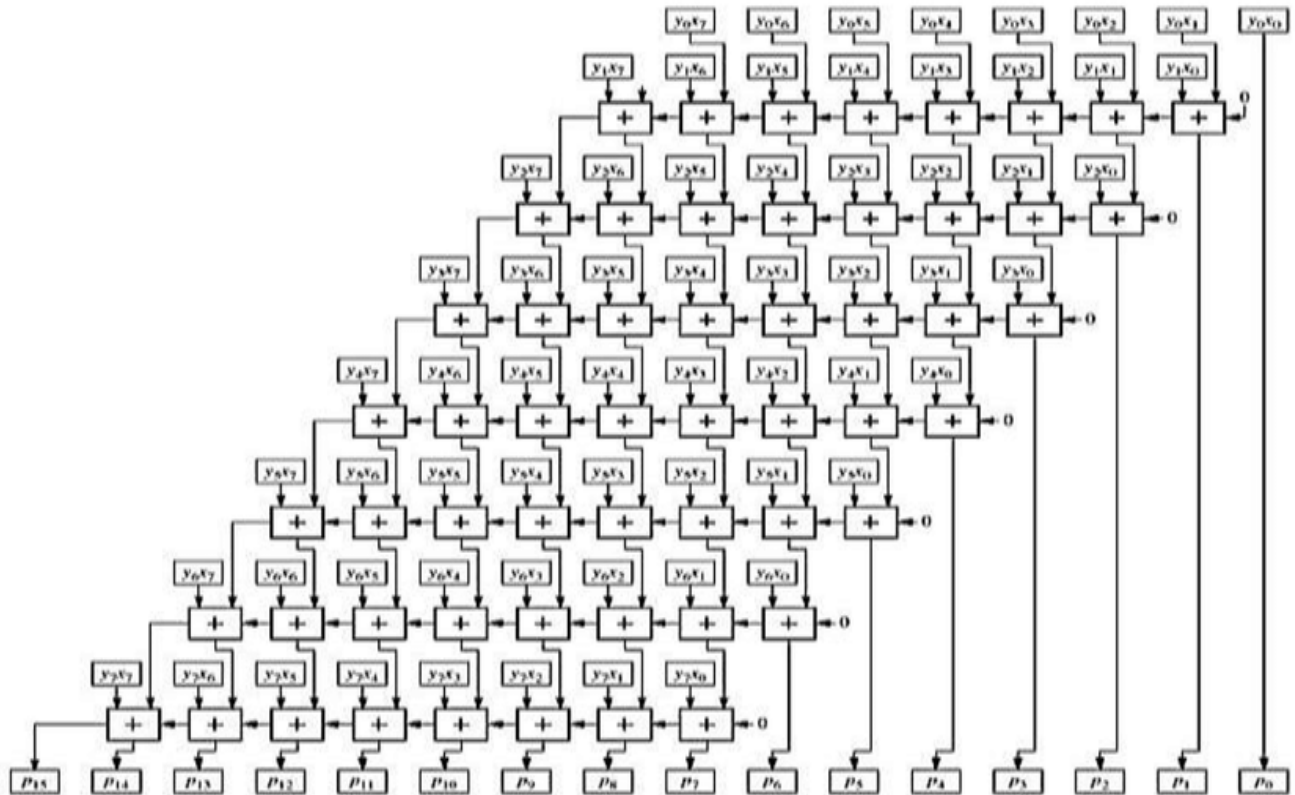 y₀x₇ y₀x₆ y₀x₅ y₀x₄ y₀x₃ y₀x₂ y₀x₁ y₀x₀
y₁x₇ y₁x₆ y₁x₅ y₁x₄ y₁x₃ y₁x₂ y₁x₁ y₁x₀
0
+ + + + + + + +
y₂x₇ y₂x₆ y₂x₅ y₂x₄ y₂x₃ y₂x₂ y₂x₁ y₂x₀
+ + + + + + + + 0
y₃x₇ y₃x₆ y₃x₅ y₃x₄ y₃x₃ y₃x₂ y₃x₁ y₃x₀
+ + + + + + + + 0
y₄x₇ y₄x₆ y₄x₅ y₄x₄ y₄x₃ y₄x₂ y₄x₁ y₄x₀
+ + + + + + + + 0
y₅x₇ y₅x₆ y₅x₅ y₅x₄ y₅x₃ y₅x₂ y₅x₁ y₅x₀
+ + + + + + + + 0
y₆x₇ y₆x₆ y₆x₅ y₆x₄ y₆x₃ y₆x₂ y₆x₁ y₆x₀
+ + + + + + + + 0
y₇x₇ y₇x₆ y₇x₅ y₇x₄ y₇x₃ y₇x₂ y₇x₁ y₇x₀
+ + + + + + + + 0
p₁₅ p₁₄ p₁₃ p₁₂ p₁₁ p₁₀ p₉ p₈ p₇ p₆ p₅ p₄ p₃ p₂ p₁ p₀